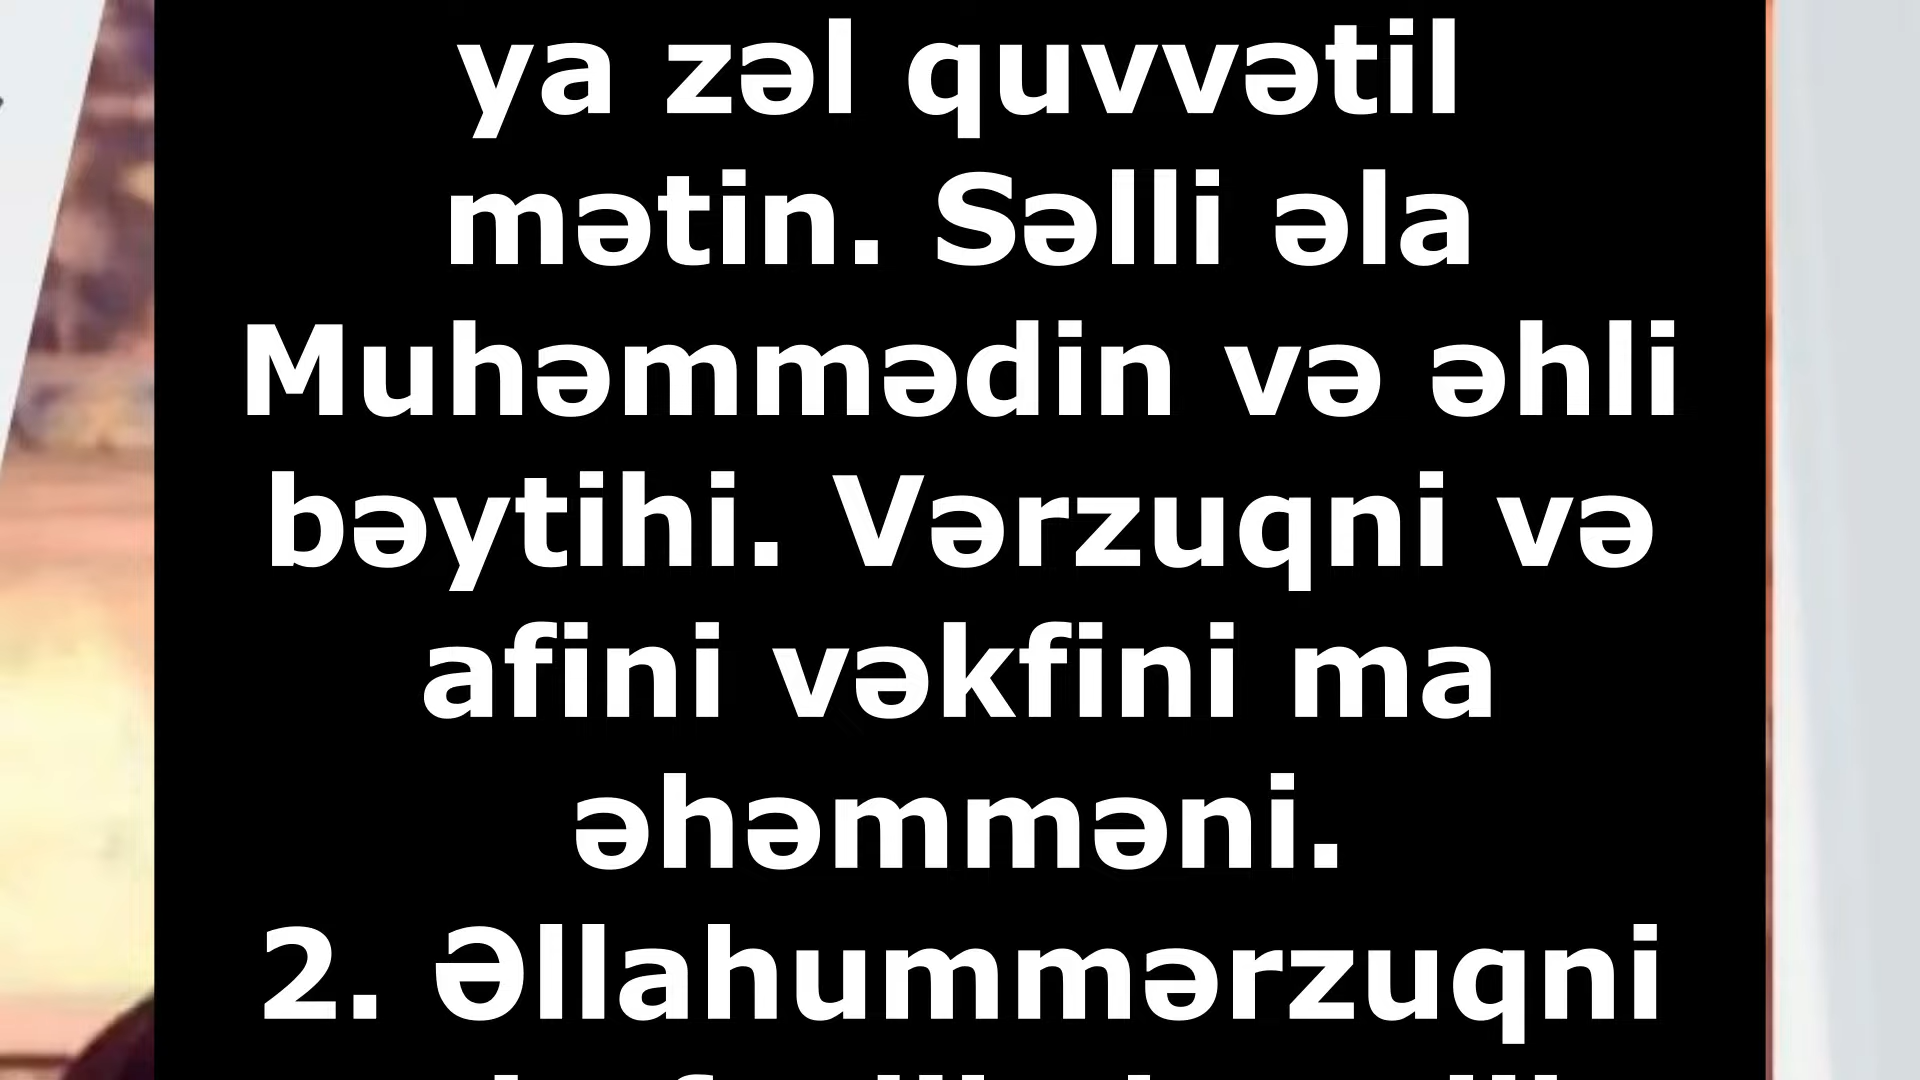 ya zəl quvvətil
mətin. Səlli əla
Muhəmmədin və əhli
bəytihi. Vərzuqni və
afini vəkfini ma
əhəmməni.
2. Əllahummərzuqni